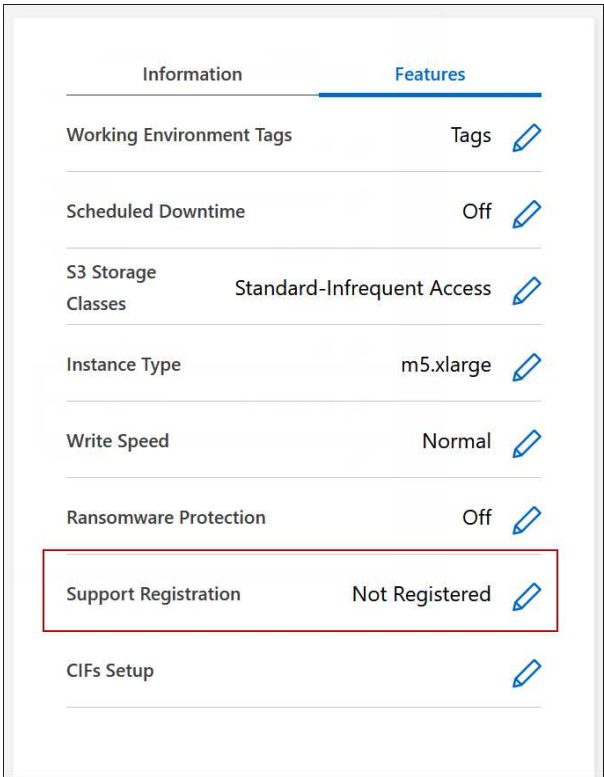 Information Features
Working Environment Tags Tags
Scheduled Downtime Off
S3 Storage
Classes Standard-Infrequent Access
Instance Type m5.xlarge
Write Speed Normal
Ransomware Protection Off
Support Registration Not Registered
CIFs Setup